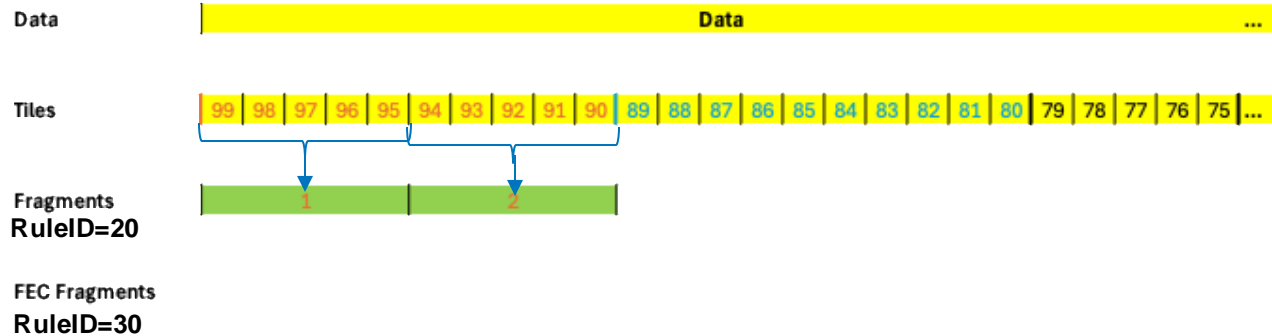 Data Data ...
Tiles 99 98 97 96 95 94 93 92 91 90 89 88 87 86 85 84 83 82 81 80 79 78 77 76 75 ...
Fragments 1 2
RuleID=20
FEC Fragments
RuleID=30